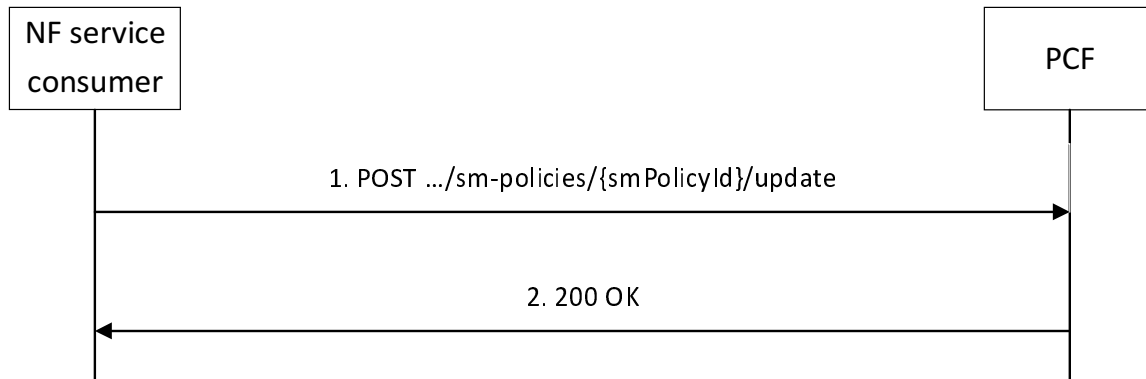 NF service
consumer
PCF
1. POST .../sm-policies/{smPolicyId}/update
2. 200 OK